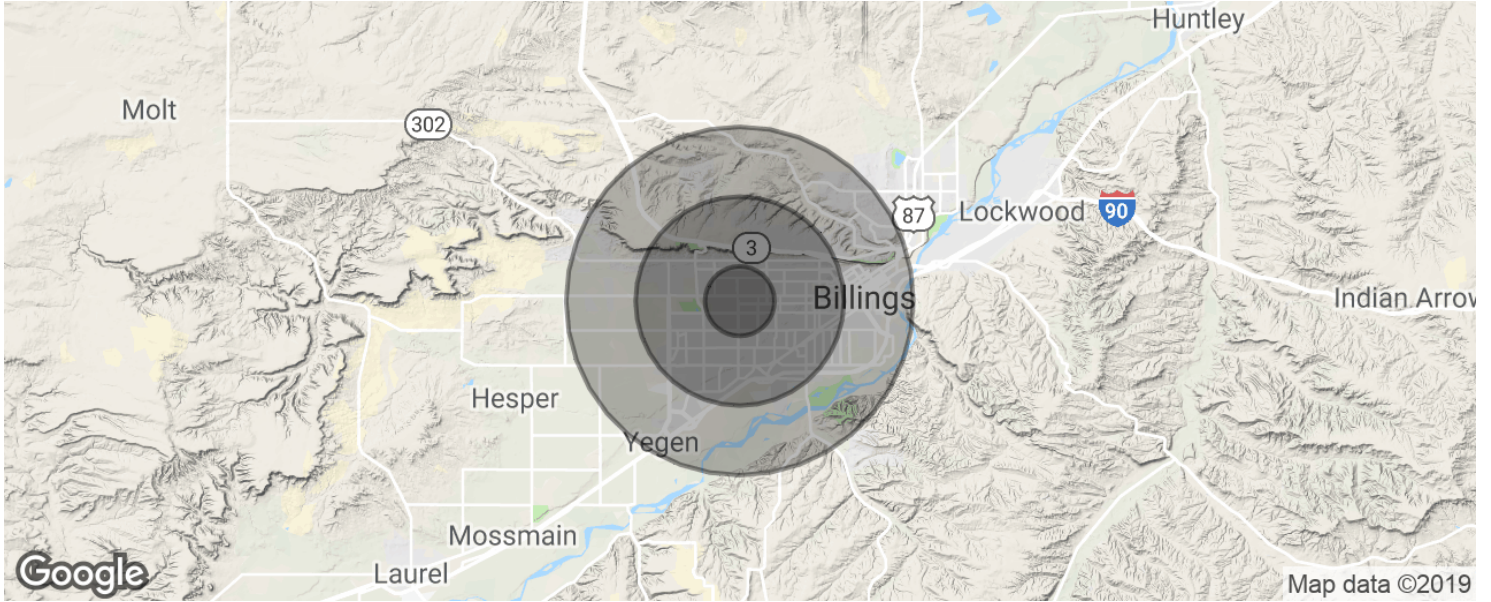 Huntley
Molt
302
87
Lockwood
90
3
Billings
Indian Arrow
Hesper
Yegen
Mossmain
Laurel
Google
Map data ©2019